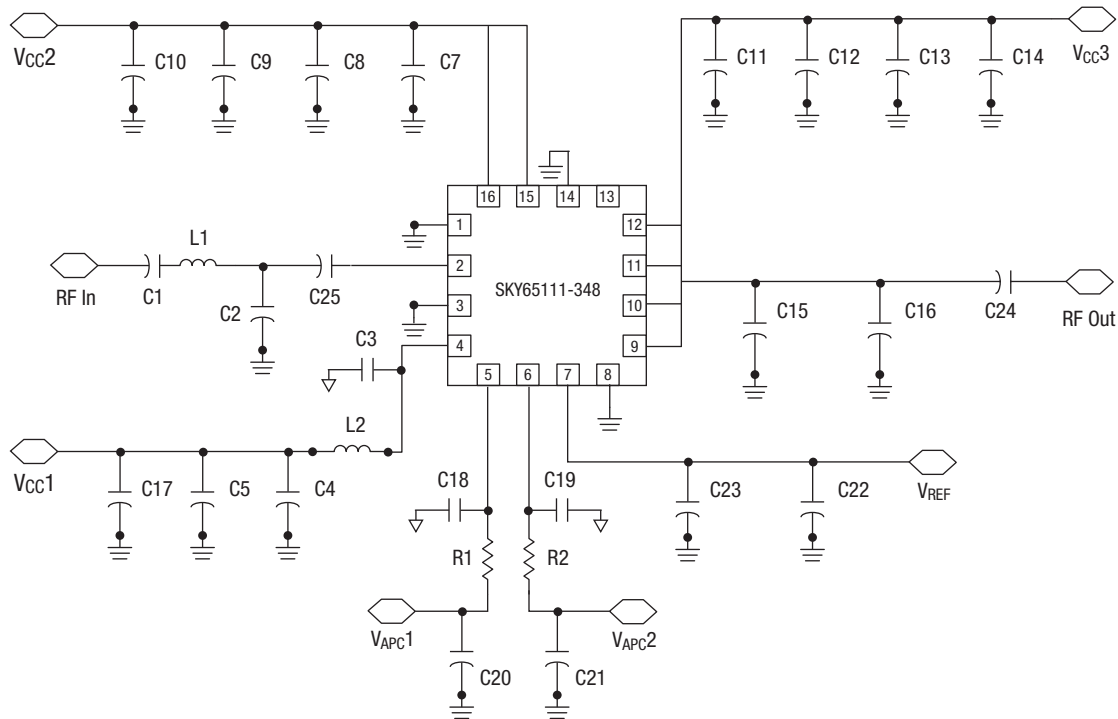 VCC2
C10
C9
C8
C7
C11
C12
C13
C14
VCC3
16
15
14
13
1
12
L1
2
SKY65111-348
11
RF In
C1
C2
C25
3
10
C15
C16
C24
RF Out
C3
4
9
5
6
7
8
L2
VCC1
C17
C5
C4
C18
C19
C23
C22
VREF
R1
R2
VAPC1
VAPC2
C20
C21